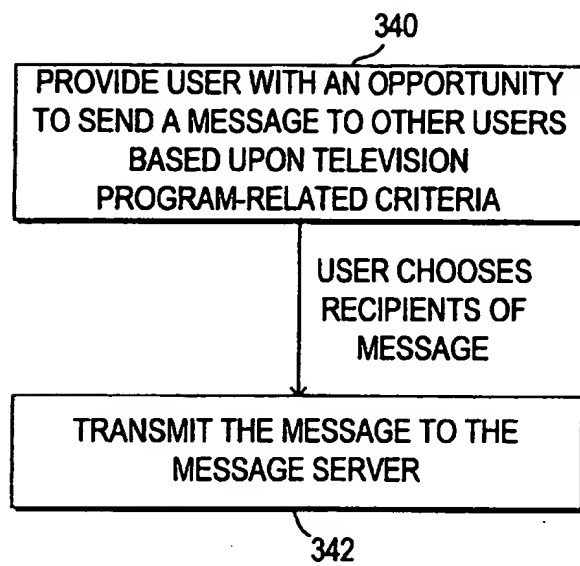 340
PROVIDE USER WITH AN OPPORTUNITY
TO SEND A MESSAGE TO OTHER USERS
BASED UPON TELEVISION
PROGRAM-RELATED CRITERIA
USER CHOOSES
RECIPIENTS OF
MESSAGE
TRANSMIT THE MESSAGE TO THE
MESSAGE SERVER
342